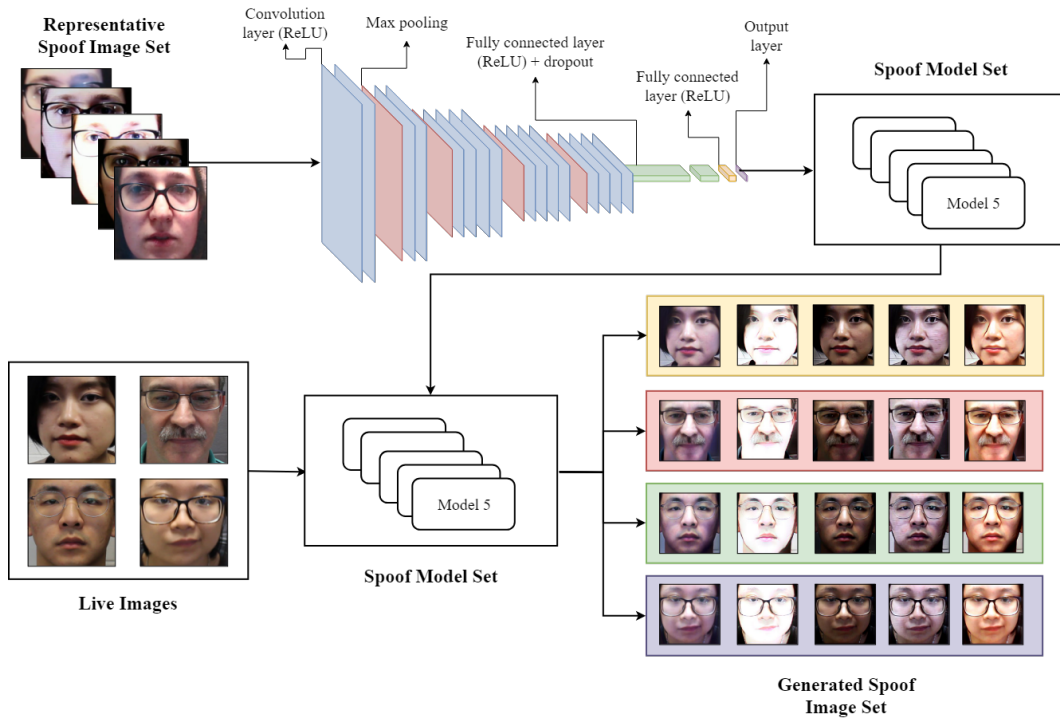 Representative
Spoof Image Set
Convolution
layer (ReLU)
Max pooling
Fully connected layer
(ReLU) + dropout
Fully connected
layer (ReLU)
Output
layer
Spoof Model Set
Model 5
Live Images
Model 5
Spoof Model Set
Generated Spoof
Image Set